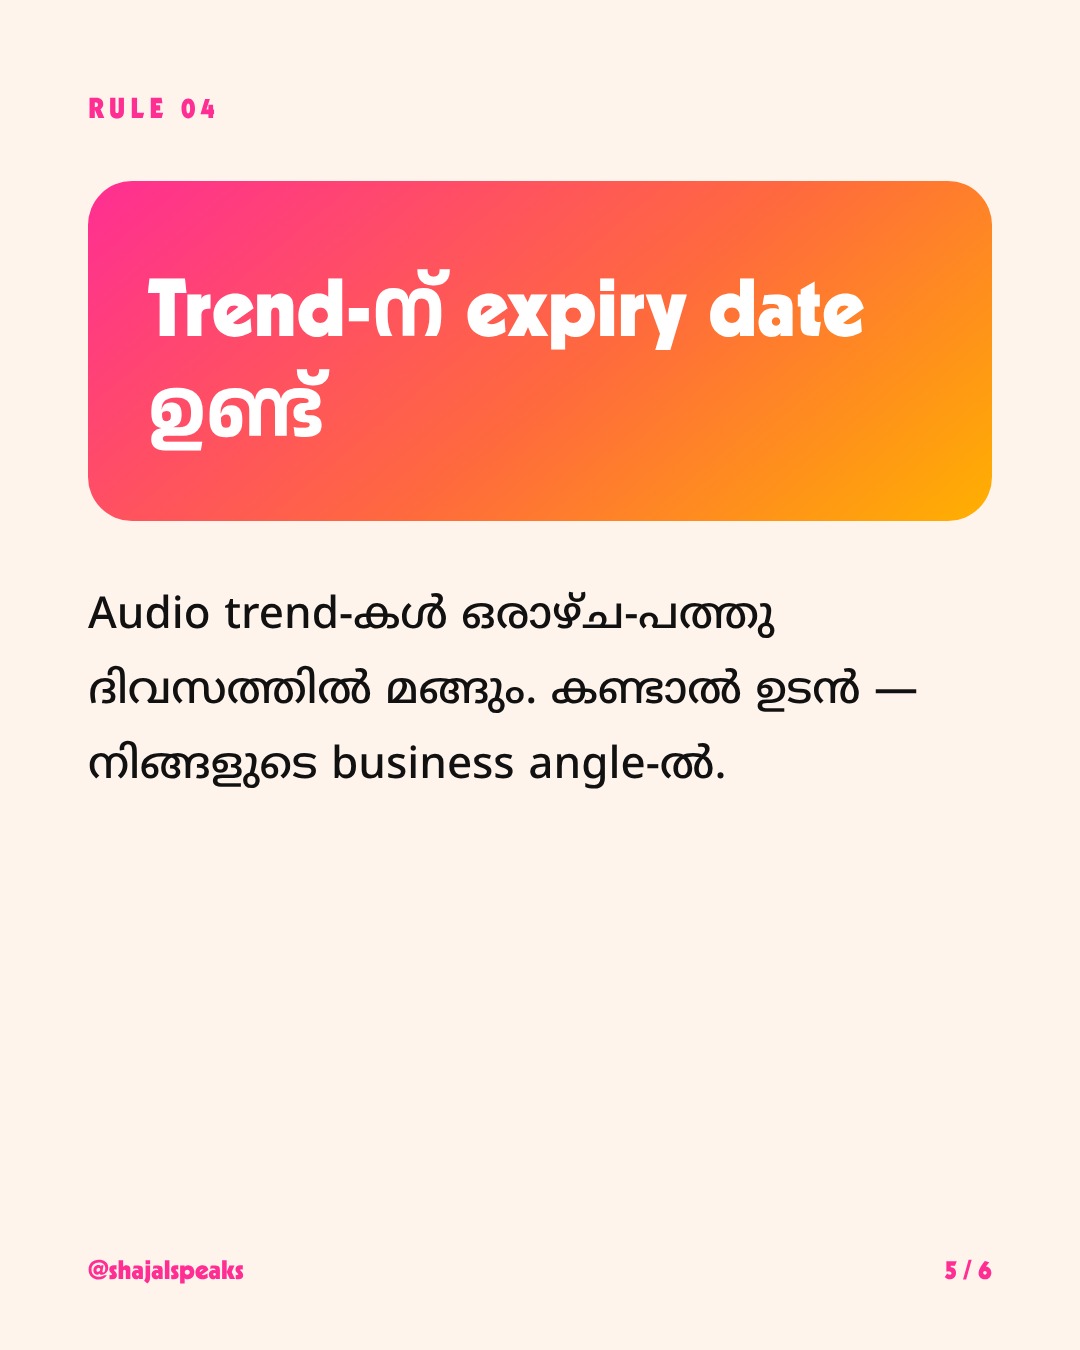 RULE 04
Trend-ന് expiry date
ഉണ്ട്
Audio trend-കൾ ഒരാഴ്ച-പത്തു
ദിവസത്തിൽ മങ്ങും. കണ്ടാൽ ഉടൻ —
നിങ്ങളുടെ business angle-ൽ.
@shajalspeaks
5 / 6